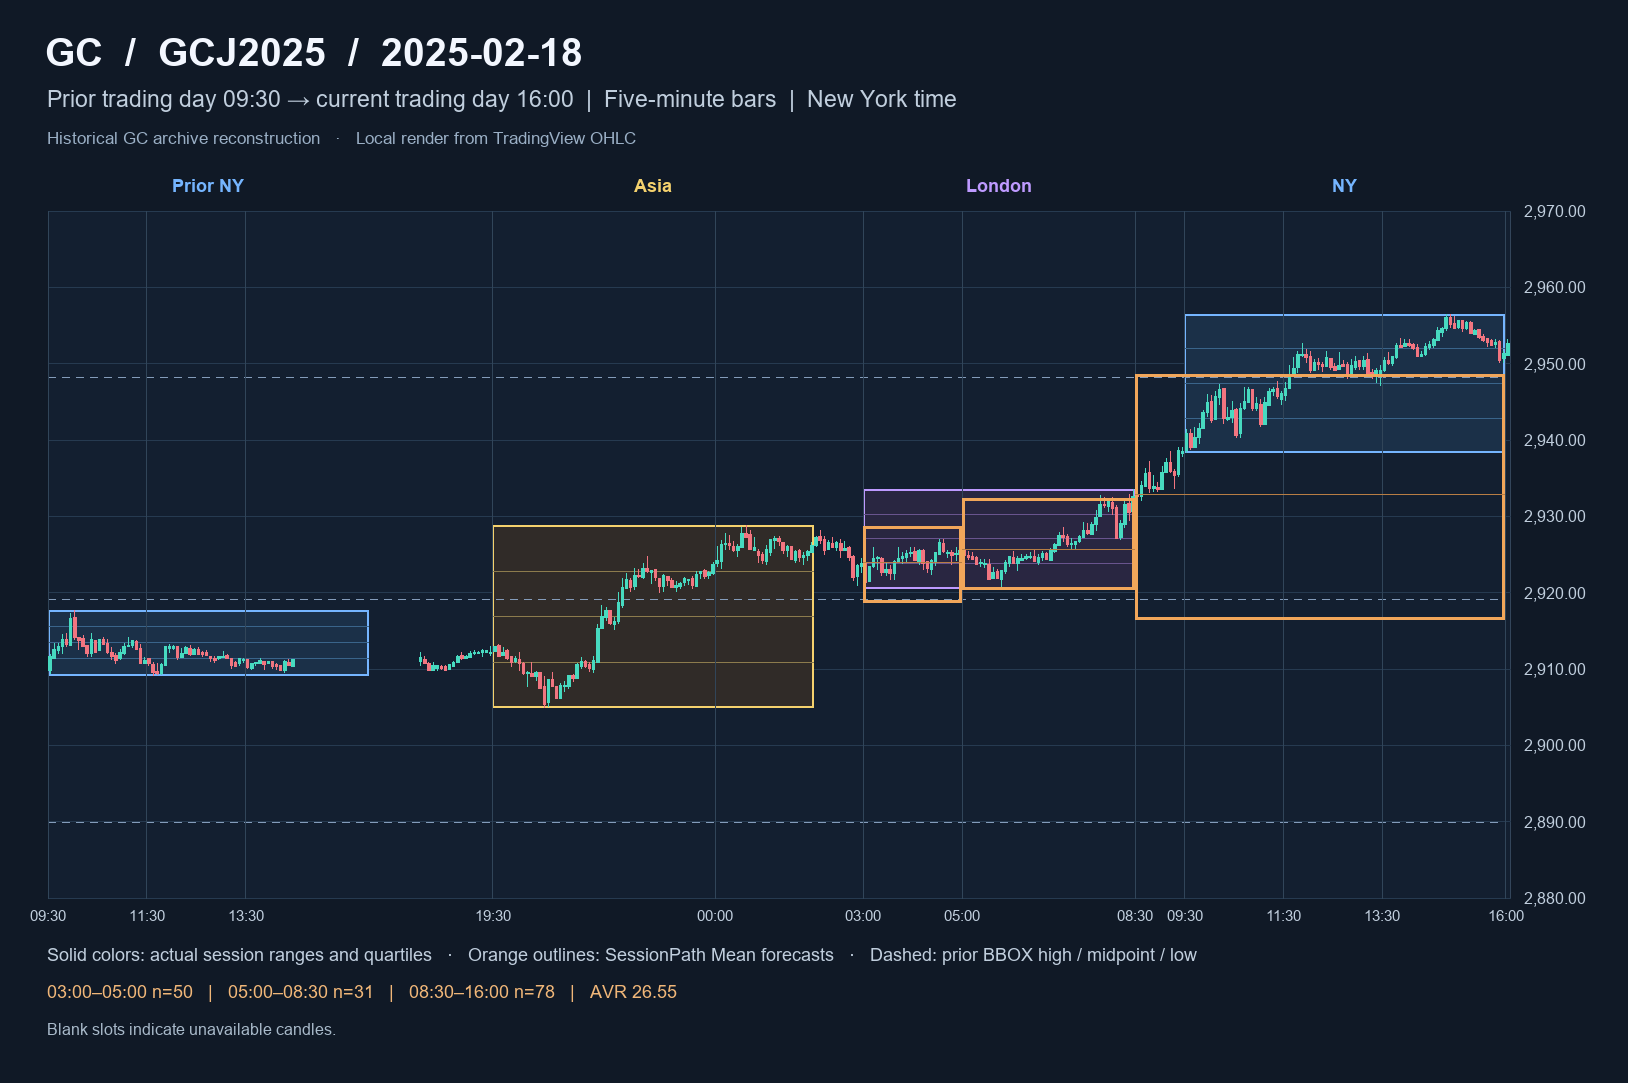 GC / GCJ2025 / 2025-02-18
Prior trading day 09:30 → current trading day 16:00 | Five-minute bars | New York time
Historical GC archive reconstruction · Local render from TradingView OHLC
Prior NY Asia London NY
2,970.00
2,960.00
2,950.00
2,940.00
2,930.00
2,920.00
2,910.00
2,900.00
2,890.00
2,880.00
09:30 11:30 13:30 19:30 00:00 03:00 05:00 08:30 09:30 11:30 13:30 16:00
Solid colors: actual session ranges and quartiles · Orange outlines: SessionPath Mean forecasts · Dashed: prior BBOX high / midpoint / low
03:00–05:00 n=50 | 05:00–08:30 n=31 | 08:30–16:00 n=78 | AVR 26.55
Blank slots indicate unavailable candles.